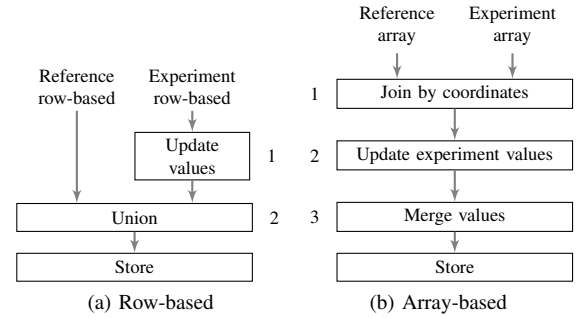 Reference
row-based
Experiment
row-based
Update
values
1
Union
2
Store
(a) Row-based
Reference
array
Experiment
array
1
Join by coordinates
2
Update experiment values
3
Merge values
Store
(b) Array-based